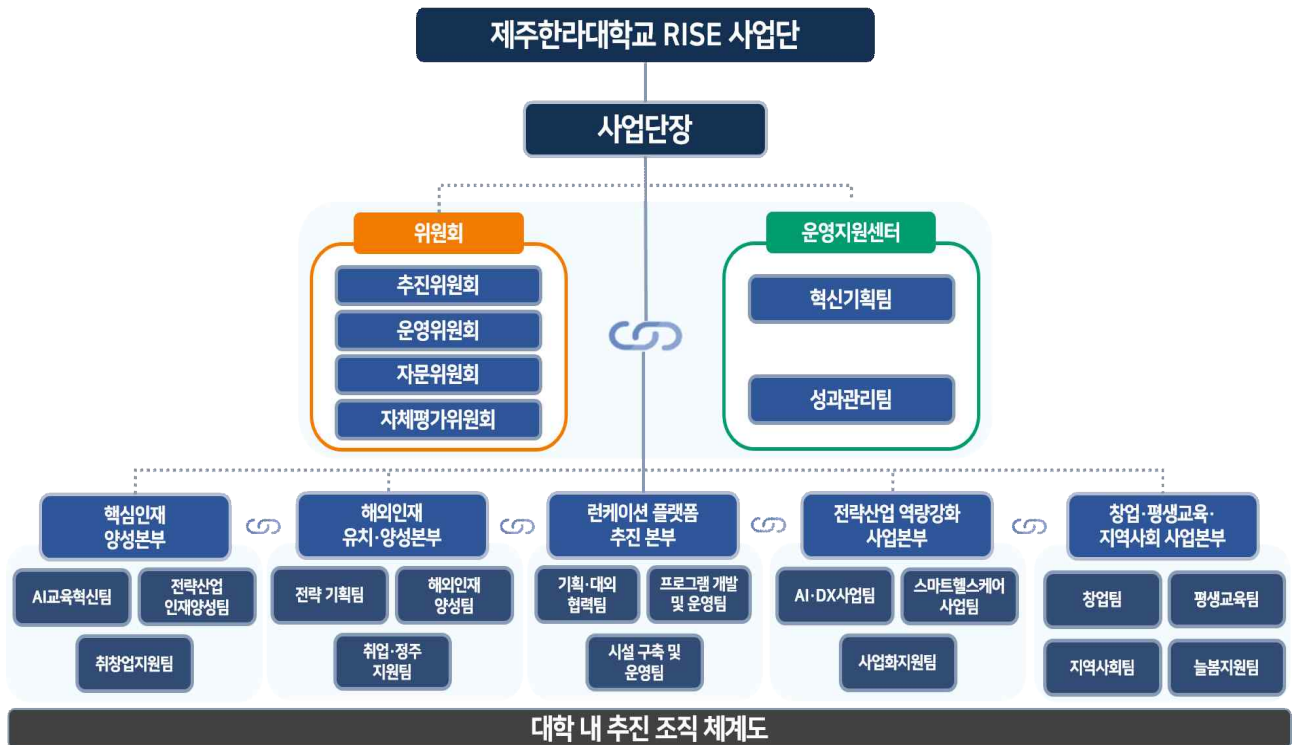 제주한라대학교 RISE 사업단
사업단장
위원회
추진위원회
운영위원회
자문위원회
자체평가위원회
운영지원센터
혁신기획팀
성과관리팀
핵심인재
양성본부
AI교육혁신팀
전략산업
인재양성팀
취창업지원팀
해외인재
유치·양성본부
전략 기획팀
해외인재
양성팀
취업·정주
지원팀
런케이션 플랫폼
추진 본부
기획·대외
협력팀
프로그램 개발
및 운영팀
시설 구축 및
운영팀
전략산업 역량강화
사업본부
AI·DX사업팀
스마트헬스케어
사업팀
사업화지원팀
창업·평생교육·
지역사회 사업본부
창업팀
평생교육팀
지역사회팀
늘봄지원팀
대학 내 추진 조직 체계도